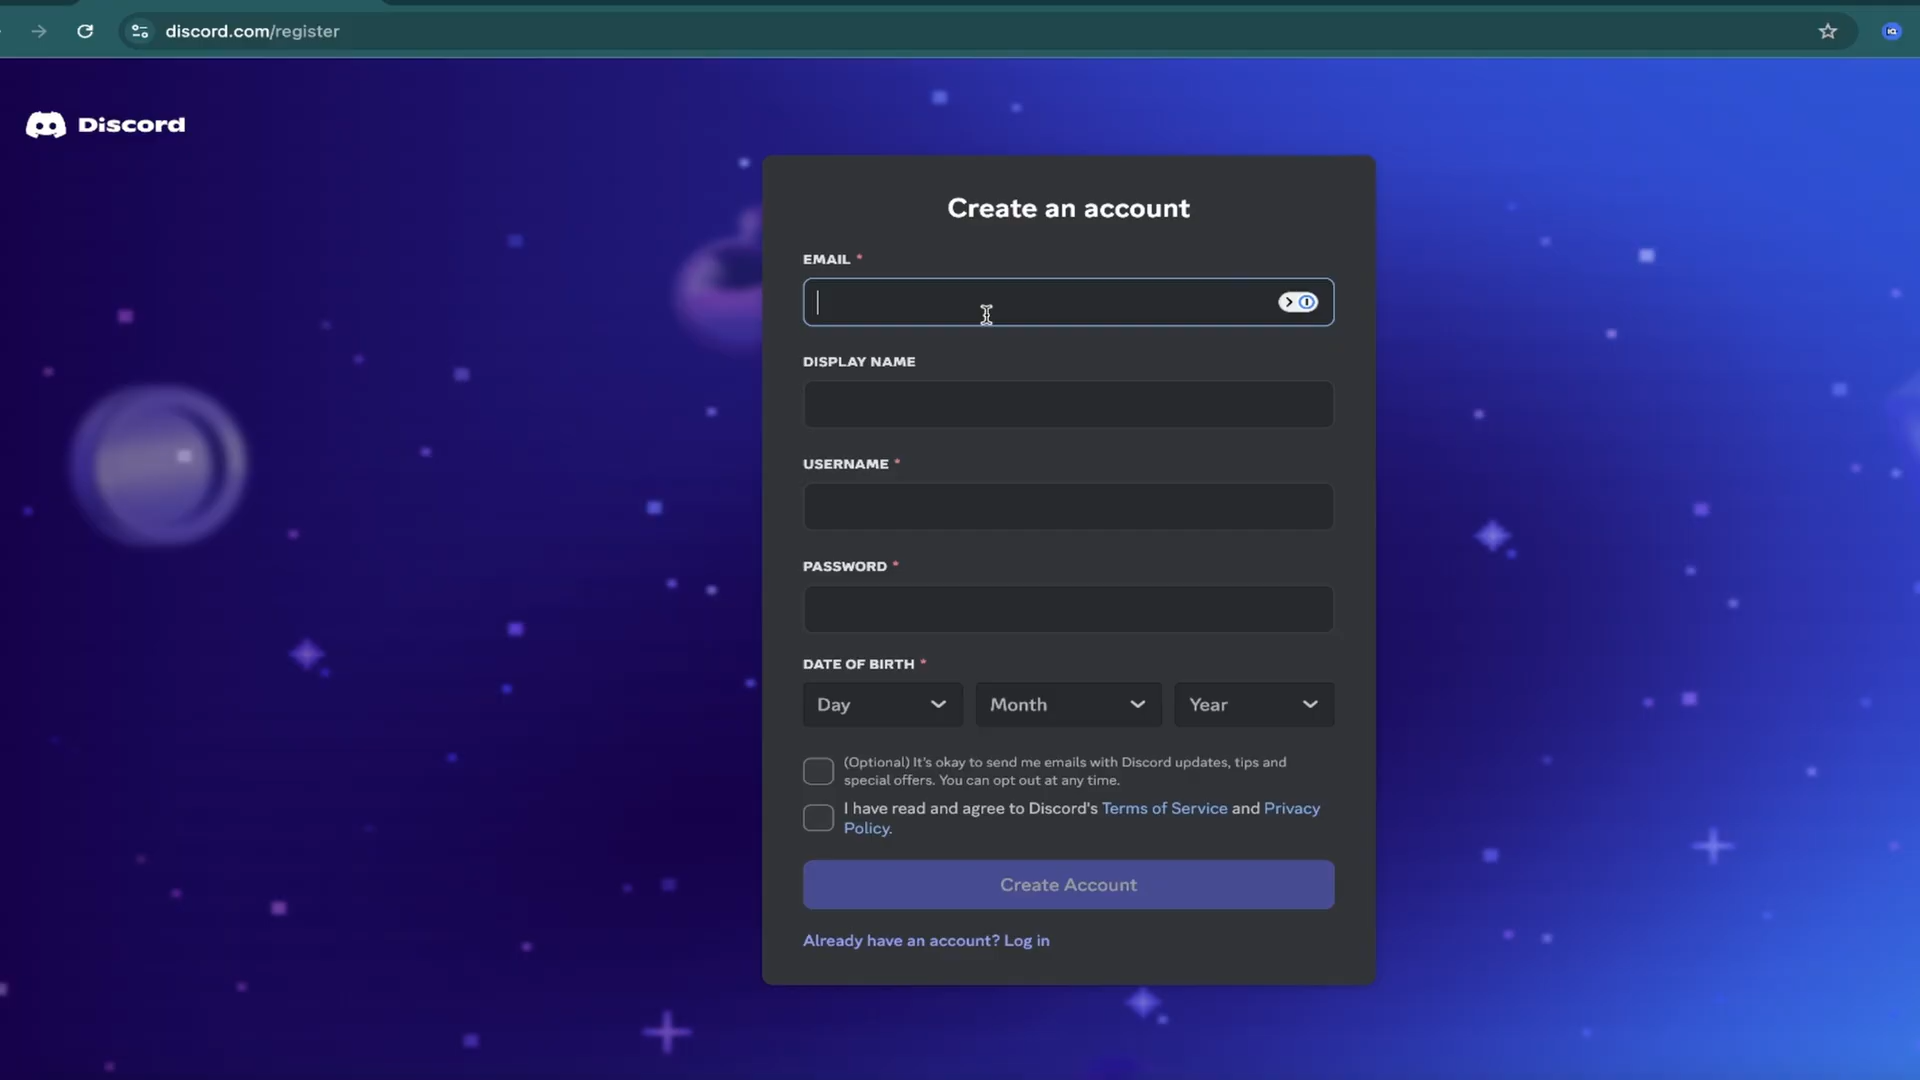 discord.com/register
Discord
Create an account
EMAIL *
DISPLAY NAME
USERNAME *
PASSWORD *
DATE OF BIRTH *
Day Month Year
(Optional) It's okay to send me emails with Discord updates, tips and
special offers. You can opt out at any time.
I have read and agree to Discord's Terms of Service and Privacy
Policy.
Create Account
Already have an account? Log in